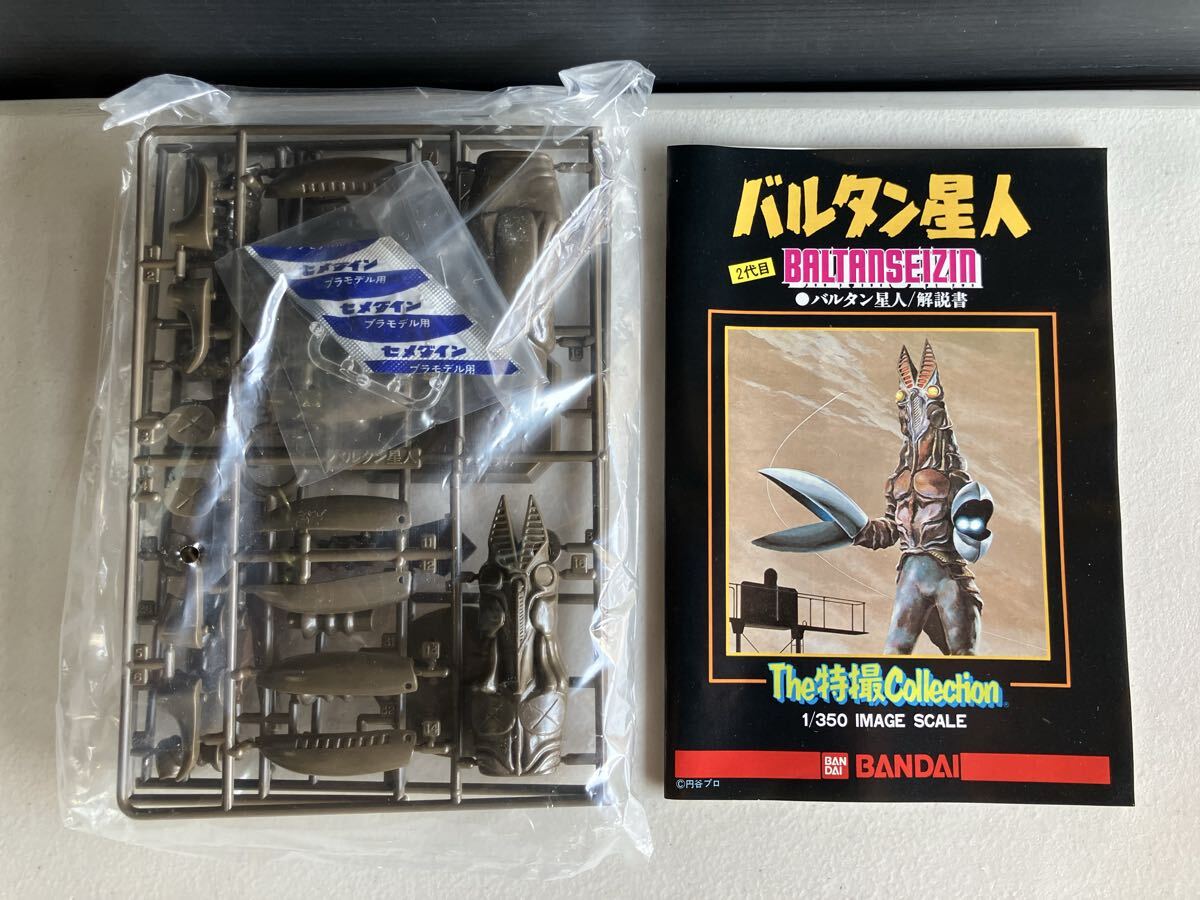 セメダイン
プラモデル用
セメダイン
プラモデル用
セメダイン
プラモデル用
バルタン星人
バルタン星人
2代目
BALTANSEIZIN
●バルタン星人/解説書
The特撮Collection
1/350 IMAGE SCALE
BAN
DAI
BANDAI
©円谷プロ